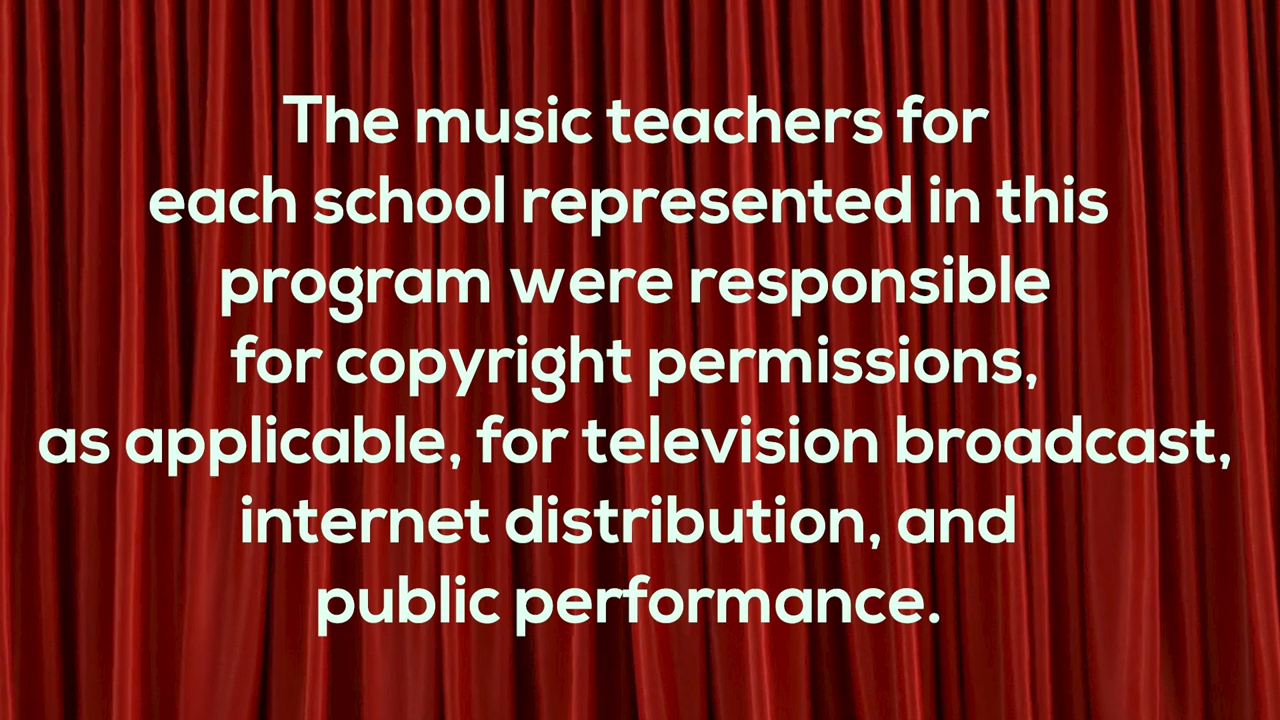 The music teachers for
each school represented in this
program were responsible
for copyright permissions,
as applicable, for television broadcast,
internet distribution, and
public performance.